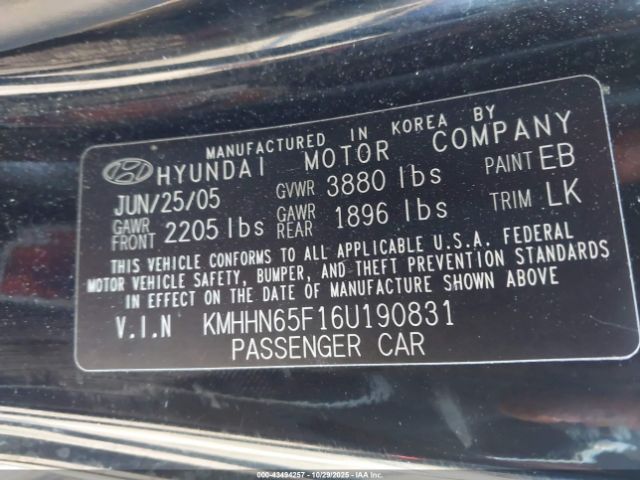 MANUFACTURED IN KOREA BY
HYUNDAI MOTOR COMPANY
JUN/25/05 GVWR 3880 lbs PAINT EB
GAWR FRONT 2205 lbs GAWR REAR 1896 lbs TRIM LK
THIS VEHICLE CONFORMS TO ALL APPLICABLE U.S.A. FEDERAL
MOTOR VEHICLE SAFETY, BUMPER, AND THEFT PREVENTION STANDARDS
IN EFFECT ON THE DATE OF MANUFACTURE SHOWN ABOVE
V.I.N KMHHN65F16U190831
PASSENGER CAR
000-43494257 - 10/29/2025 - IAAI, Inc.